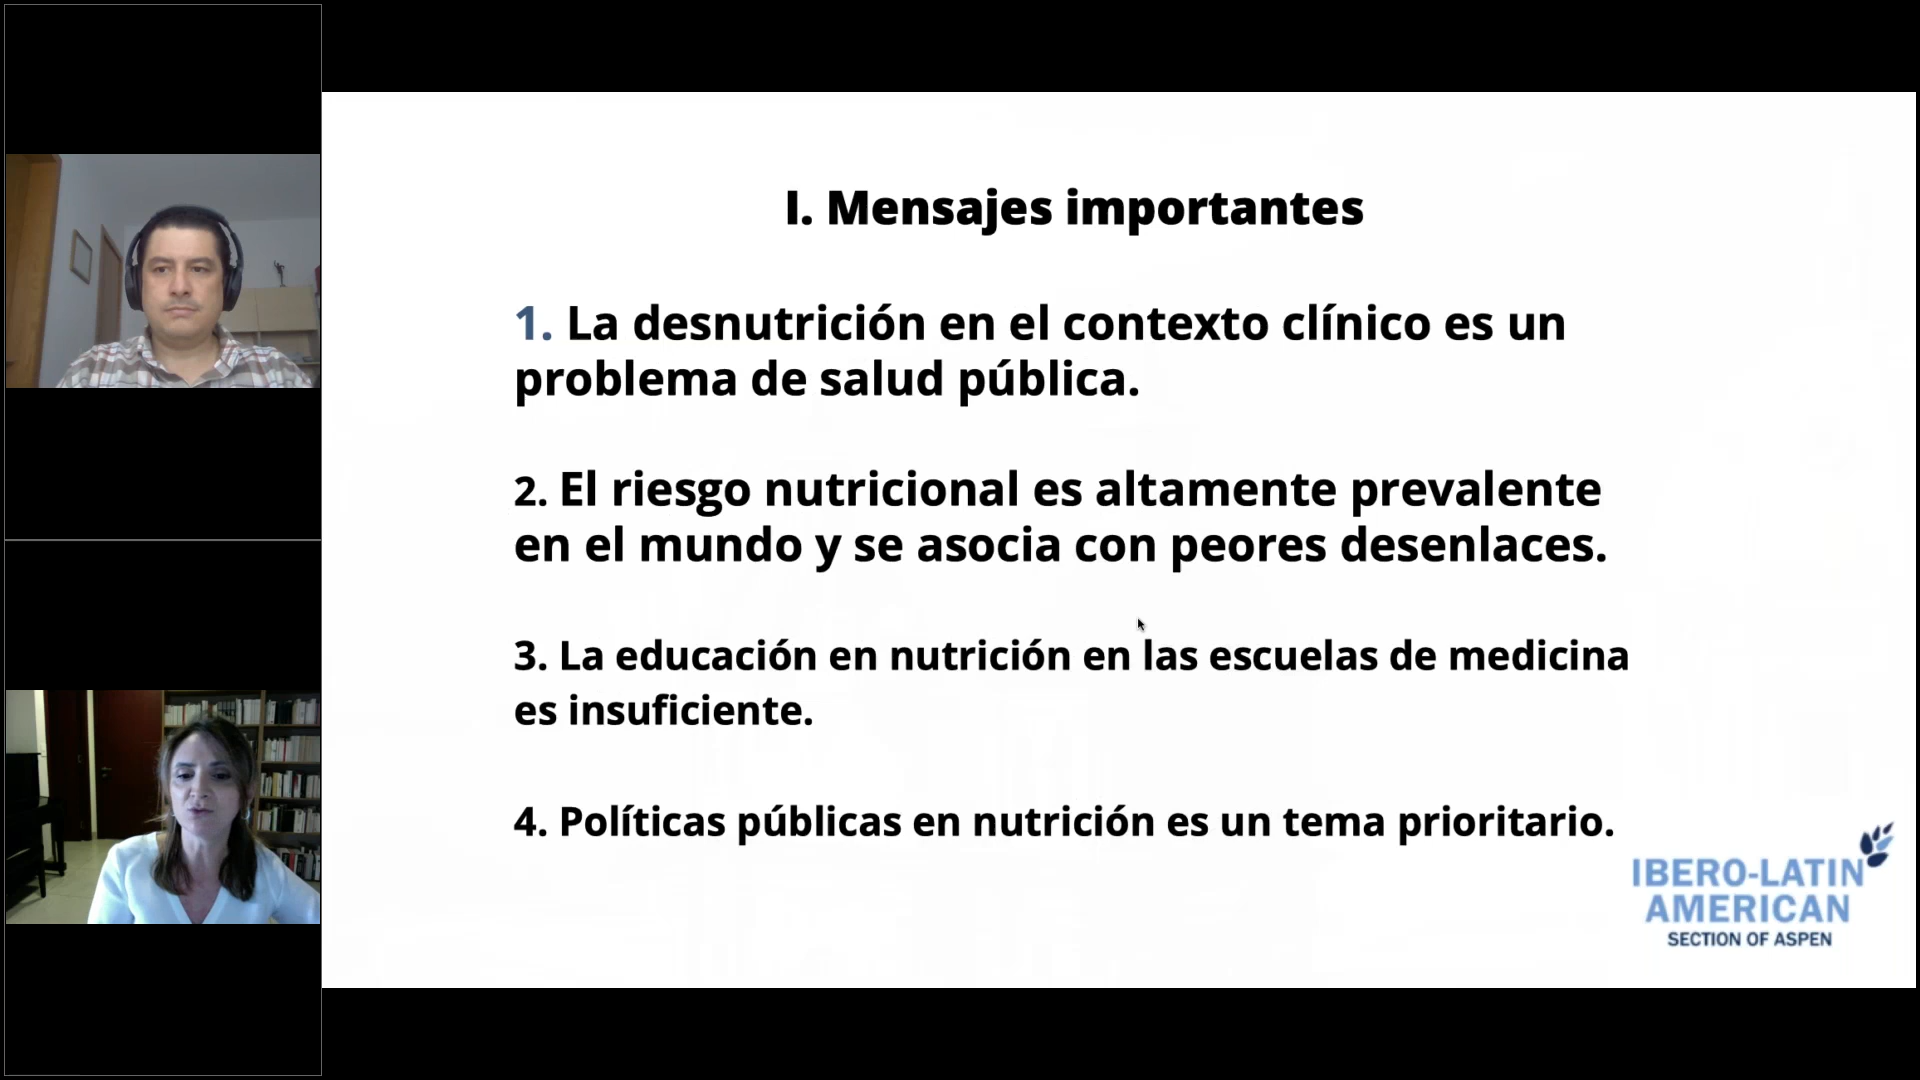 I. Mensajes importantes
1. La desnutrición en el contexto clínico es un
problema de salud pública.
2. El riesgo nutricional es altamente prevalente
en el mundo y se asocia con peores desenlaces.
3. La educación en nutrición en las escuelas de medicina
es insuficiente.
4. Políticas públicas en nutrición es un tema prioritario.
IBERO-LATIN
AMERICAN
SECTION OF ASPEN